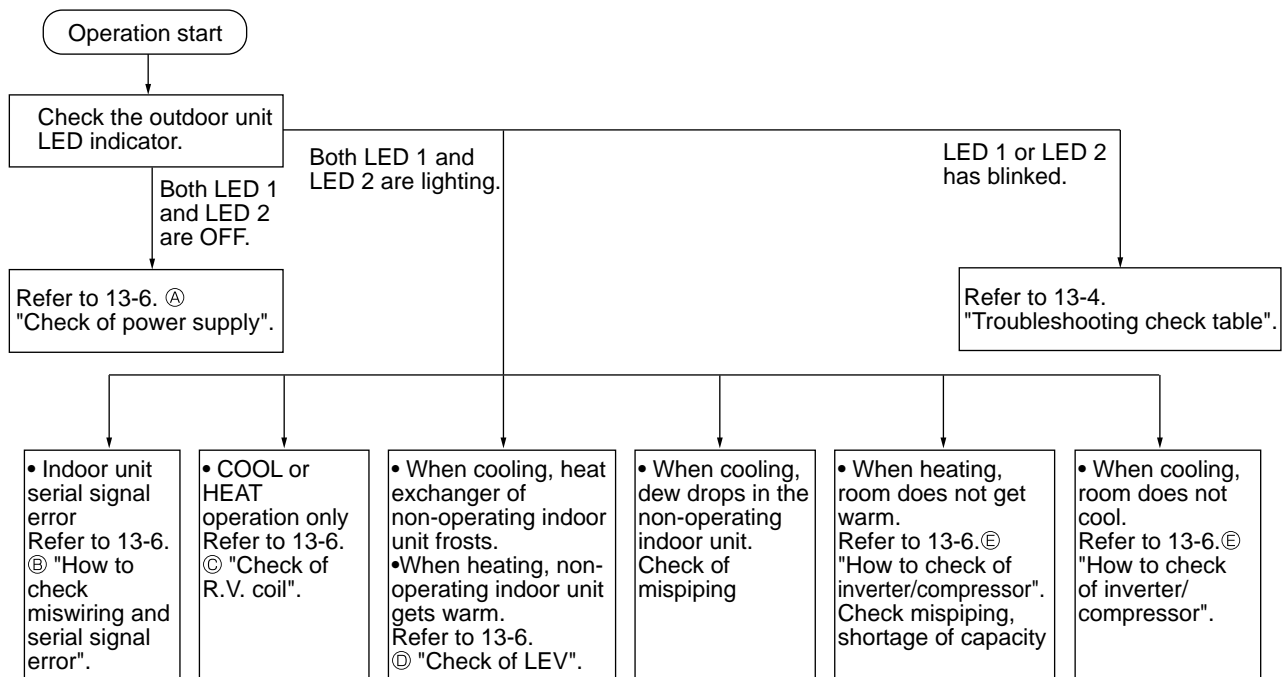 Operation start
Check the outdoor unit
LED indicator.
Both LED 1
and LED 2
are OFF.
Both LED 1 and
LED 2 are lighting.
LED 1 or LED 2
has blinked.
Refer to 13-6. Ⓐ
"Check of power supply".
Refer to 13-4.
"Troubleshooting check table".
• Indoor unit
serial signal
error
Refer to 13-6.
Ⓑ "How to
check
miswiring and
serial signal
error".
• COOL or
HEAT
operation only
Refer to 13-6.
Ⓒ "Check of
R.V. coil".
• When cooling, heat
exchanger of
non-operating indoor
unit frosts.
•When heating, non-
operating indoor unit
gets warm.
Refer to 13-6.
Ⓓ "Check of LEV".
• When cooling,
dew drops in the
non-operating
indoor unit.
Check of
mispiping
• When heating,
room does not get
warm.
Refer to 13-6.Ⓔ
"How to check of
inverter/compressor".
Check mispiping,
shortage of capacity
• When cooling,
room does not
cool.
Refer to 13-6.Ⓔ
"How to check
of inverter/
compressor".